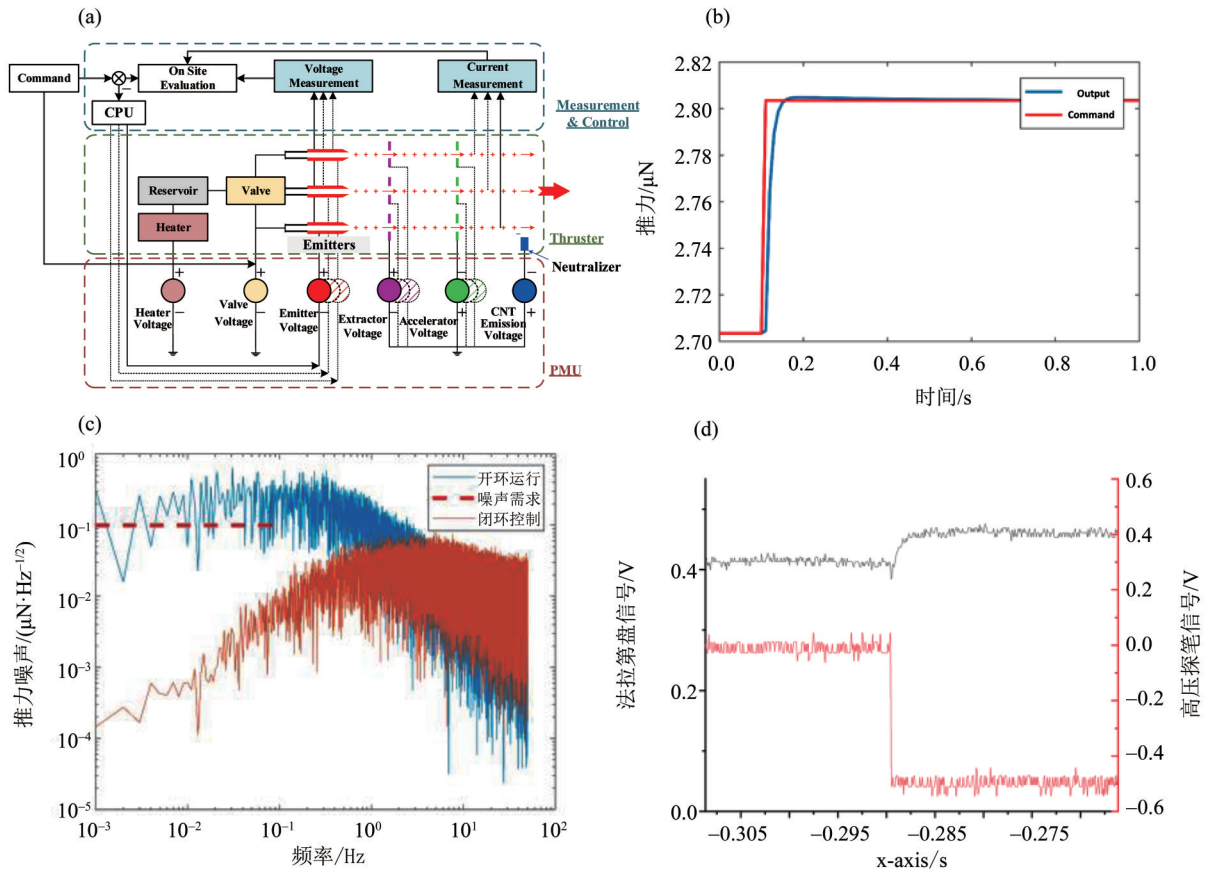 (a)
Command
On Site
Evaluation
Voltage
Measurement
Current
Measurement
−
CPU
Measurement
& Control
Reservoir
Valve
Heater
Emitters
Thruster
Neutralizer
+
+
+
+
−
−
Heater
Voltage
−
Valve
Voltage
−
Emitter
Voltage
−
Extractor
Voltage
−
Accelerator
Voltage
+
CNT
Emission
Voltage
+
PMU
(b)
推力/μN
2.82
2.80
2.78
2.76
2.74
2.72
2.70
Output
Command
0.0
0.2
0.4
0.6
0.8
1.0
时间/s
(c)
推力噪声/(μN·Hz⁻¹/²)
10⁰
10⁻¹
10⁻²
10⁻³
10⁻⁴
10⁻⁵
开环运行
噪声需求
闭环控制
10⁻³
10⁻²
10⁻¹
10⁰
10¹
10²
频率/Hz
(d)
法拉第盘信号/V
0.4
0.2
0.0
0.6
0.4
0.2
0.0
−0.2
−0.4
−0.6
高压探笔信号/V
−0.305
−0.295
−0.285
−0.275
x-axis/s